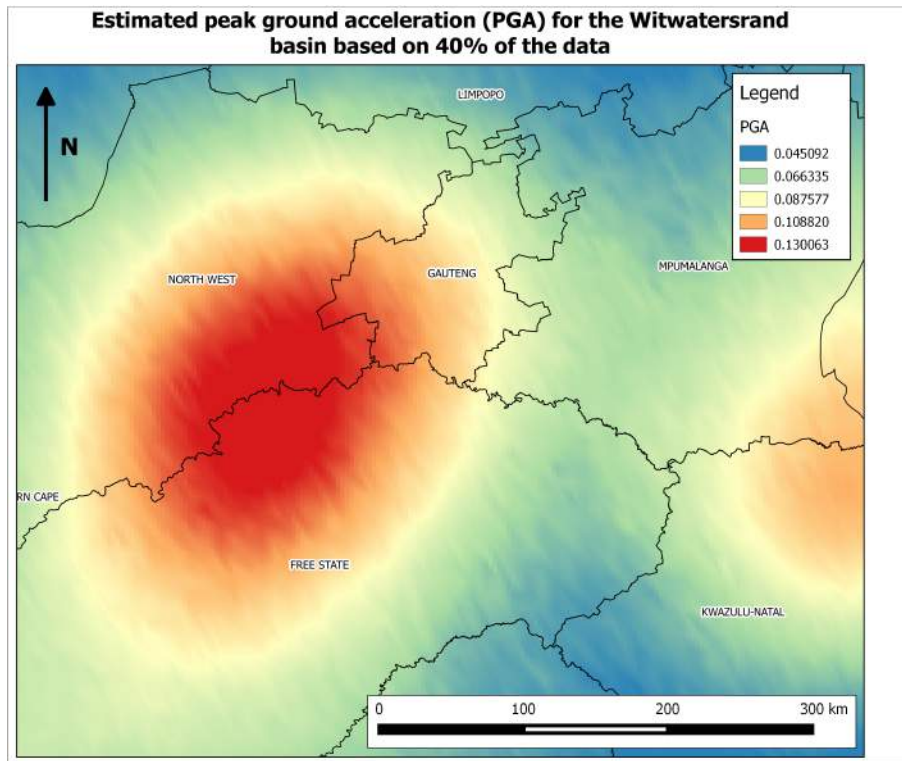 Estimated peak ground acceleration (PGA) for the Witwatersrand
basin based on 40% of the data
N
LIMPOPO
Legend
PGA
0.045092
0.066335
0.087577
0.108820
0.130063
NORTH WEST
GAUTENG
MPUMALANGA
RN CAPE
FREE STATE
KWAZULU-NATAL
0 100 200 300 km